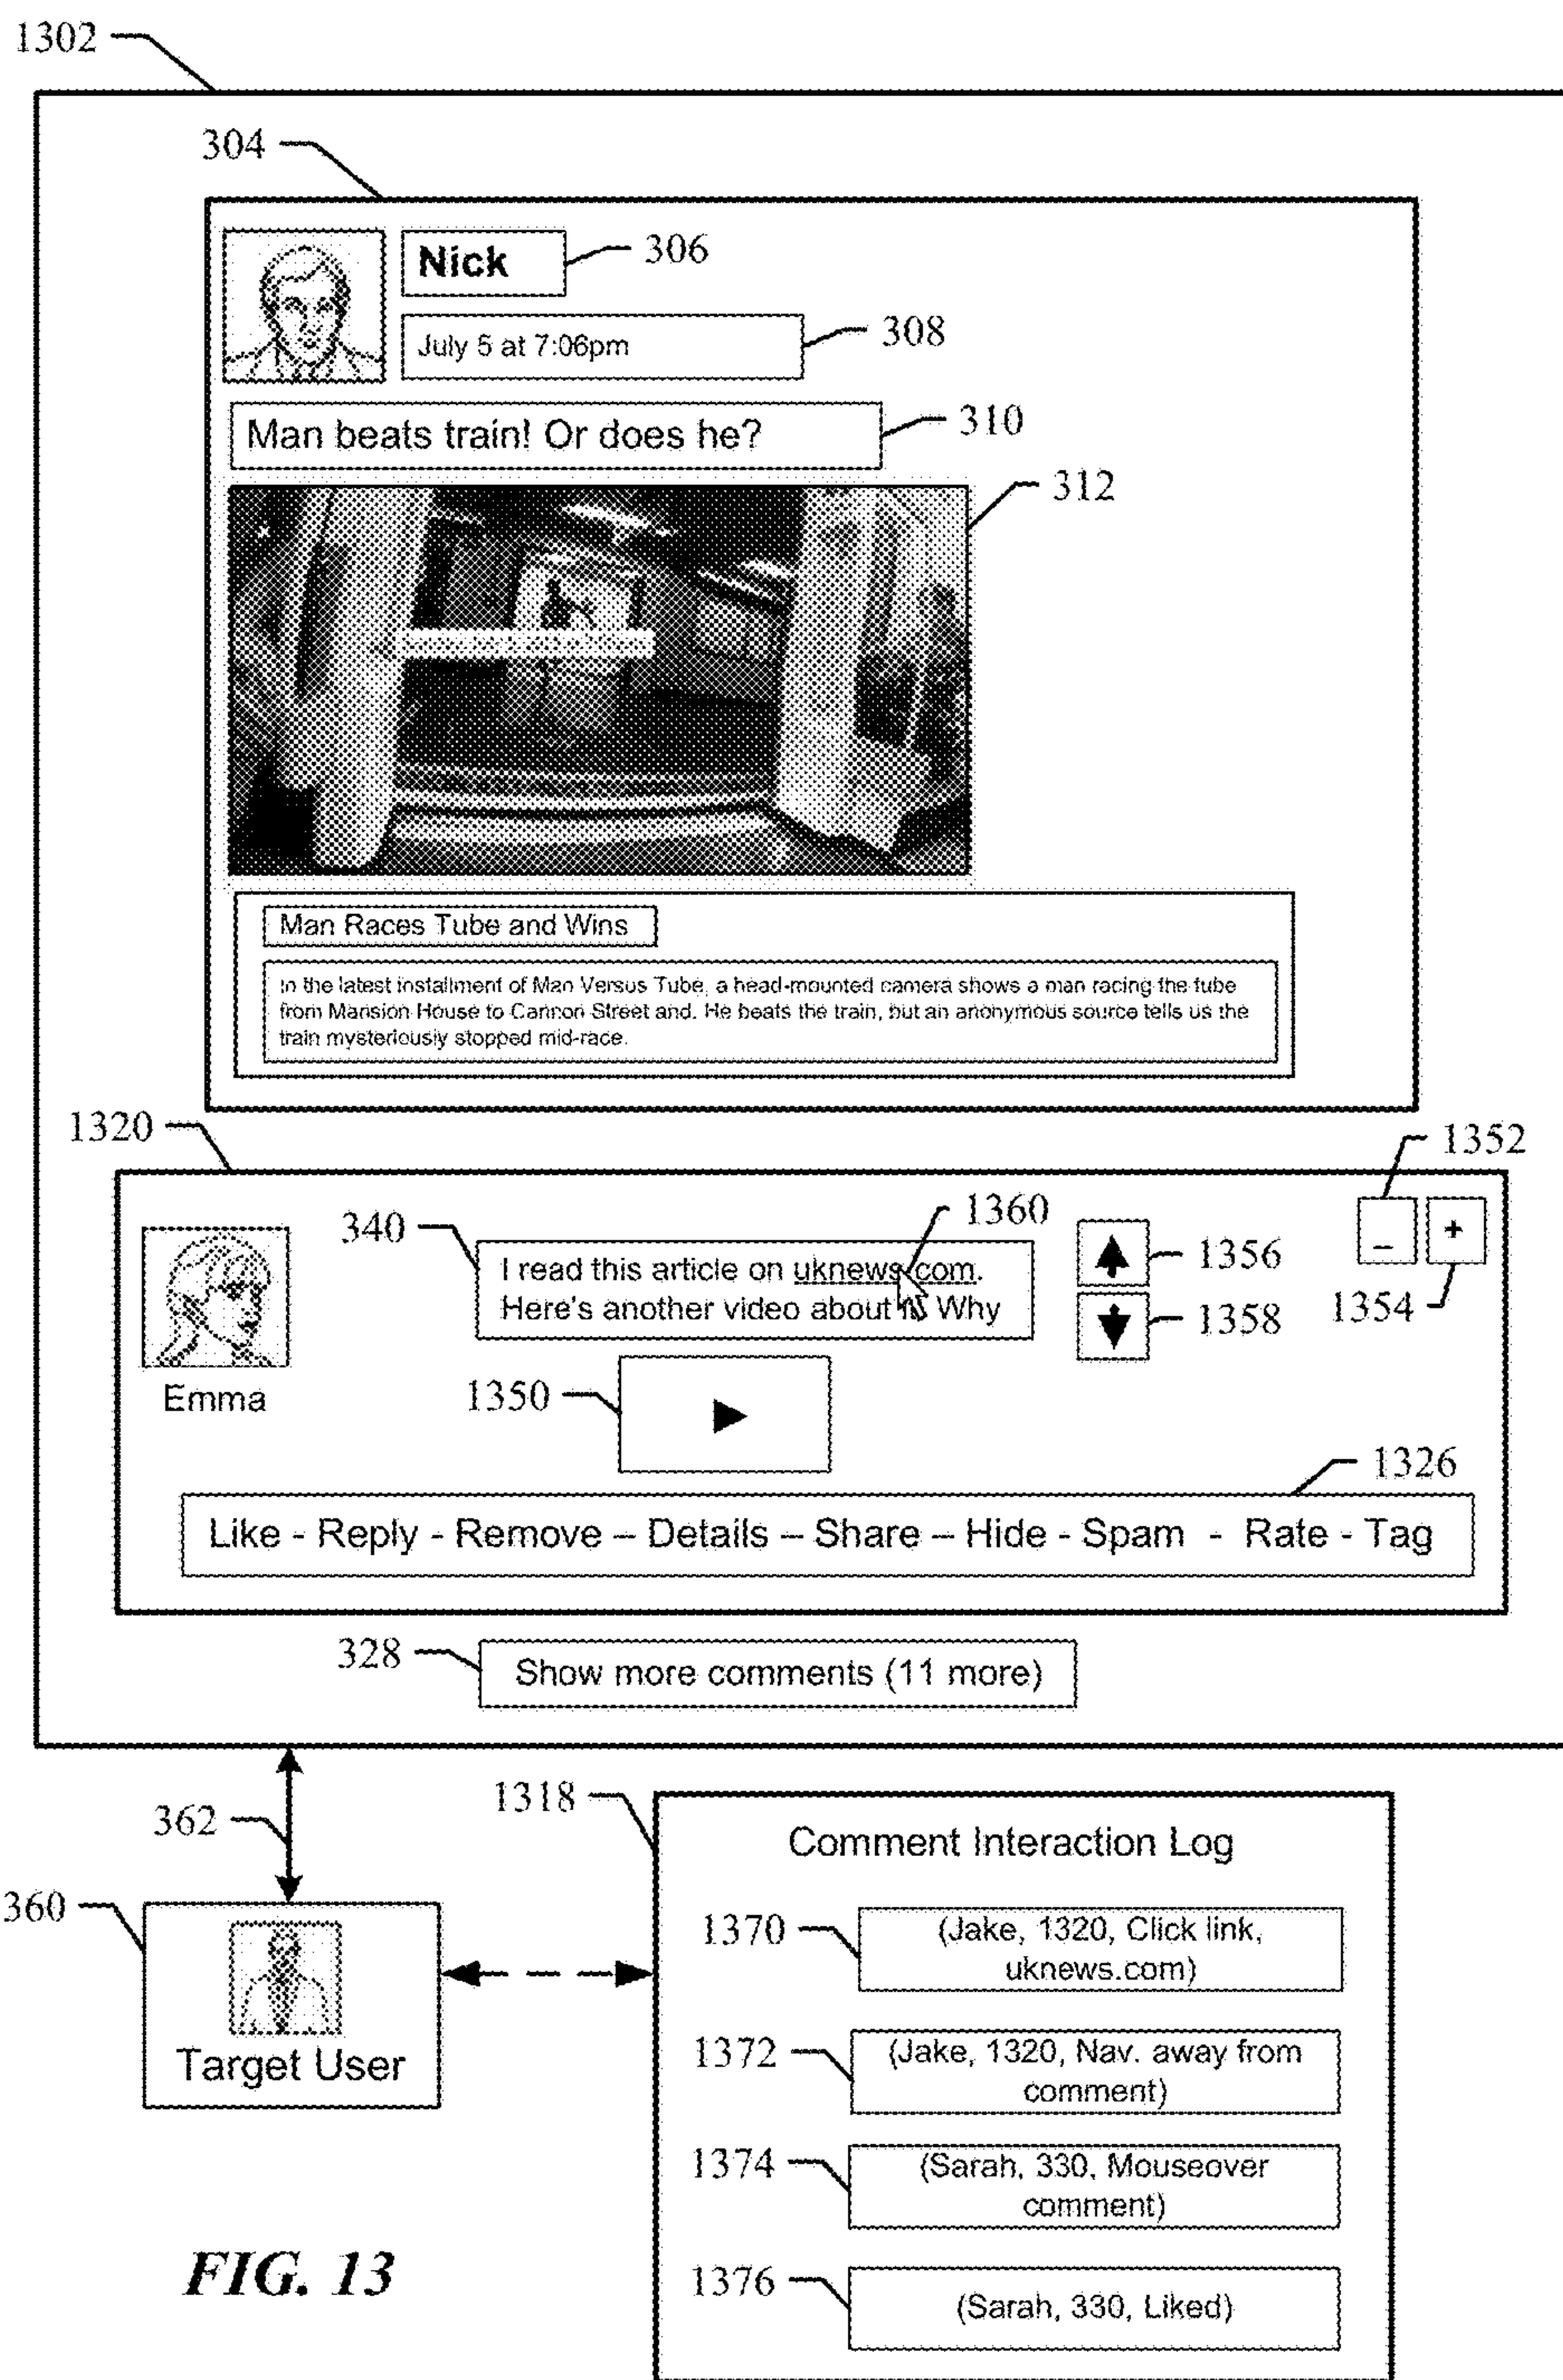 1302
304
Nick
306
July 5 at 7:06pm
308
Man beats train! Or does he?
310
312
Man Races Tube and Wins
In the latest installment of Man Versus Tube, a head-mounted camera shows a man racing the tube
from Mansion House to Cannon Street and. He beats the train, but an anonymous source tells us the
train mysteriously stopped mid-race.
1320
1352
340
1360
I read this article on uknews.com.
Here's another video about it. Why
1356
1358
+
–
1354
Emma
1350
1326
Like - Reply - Remove – Details – Share – Hide - Spam - Rate - Tag
328
Show more comments (11 more)
362
1318
Comment Interaction Log
360
Target User
1370
(Jake, 1320, Click link,
uknews.com)
1372
(Jake, 1320, Nav. away from
comment)
1374
(Sarah, 330, Mouseover
comment)
1376
(Sarah, 330, Liked)
FIG. 13